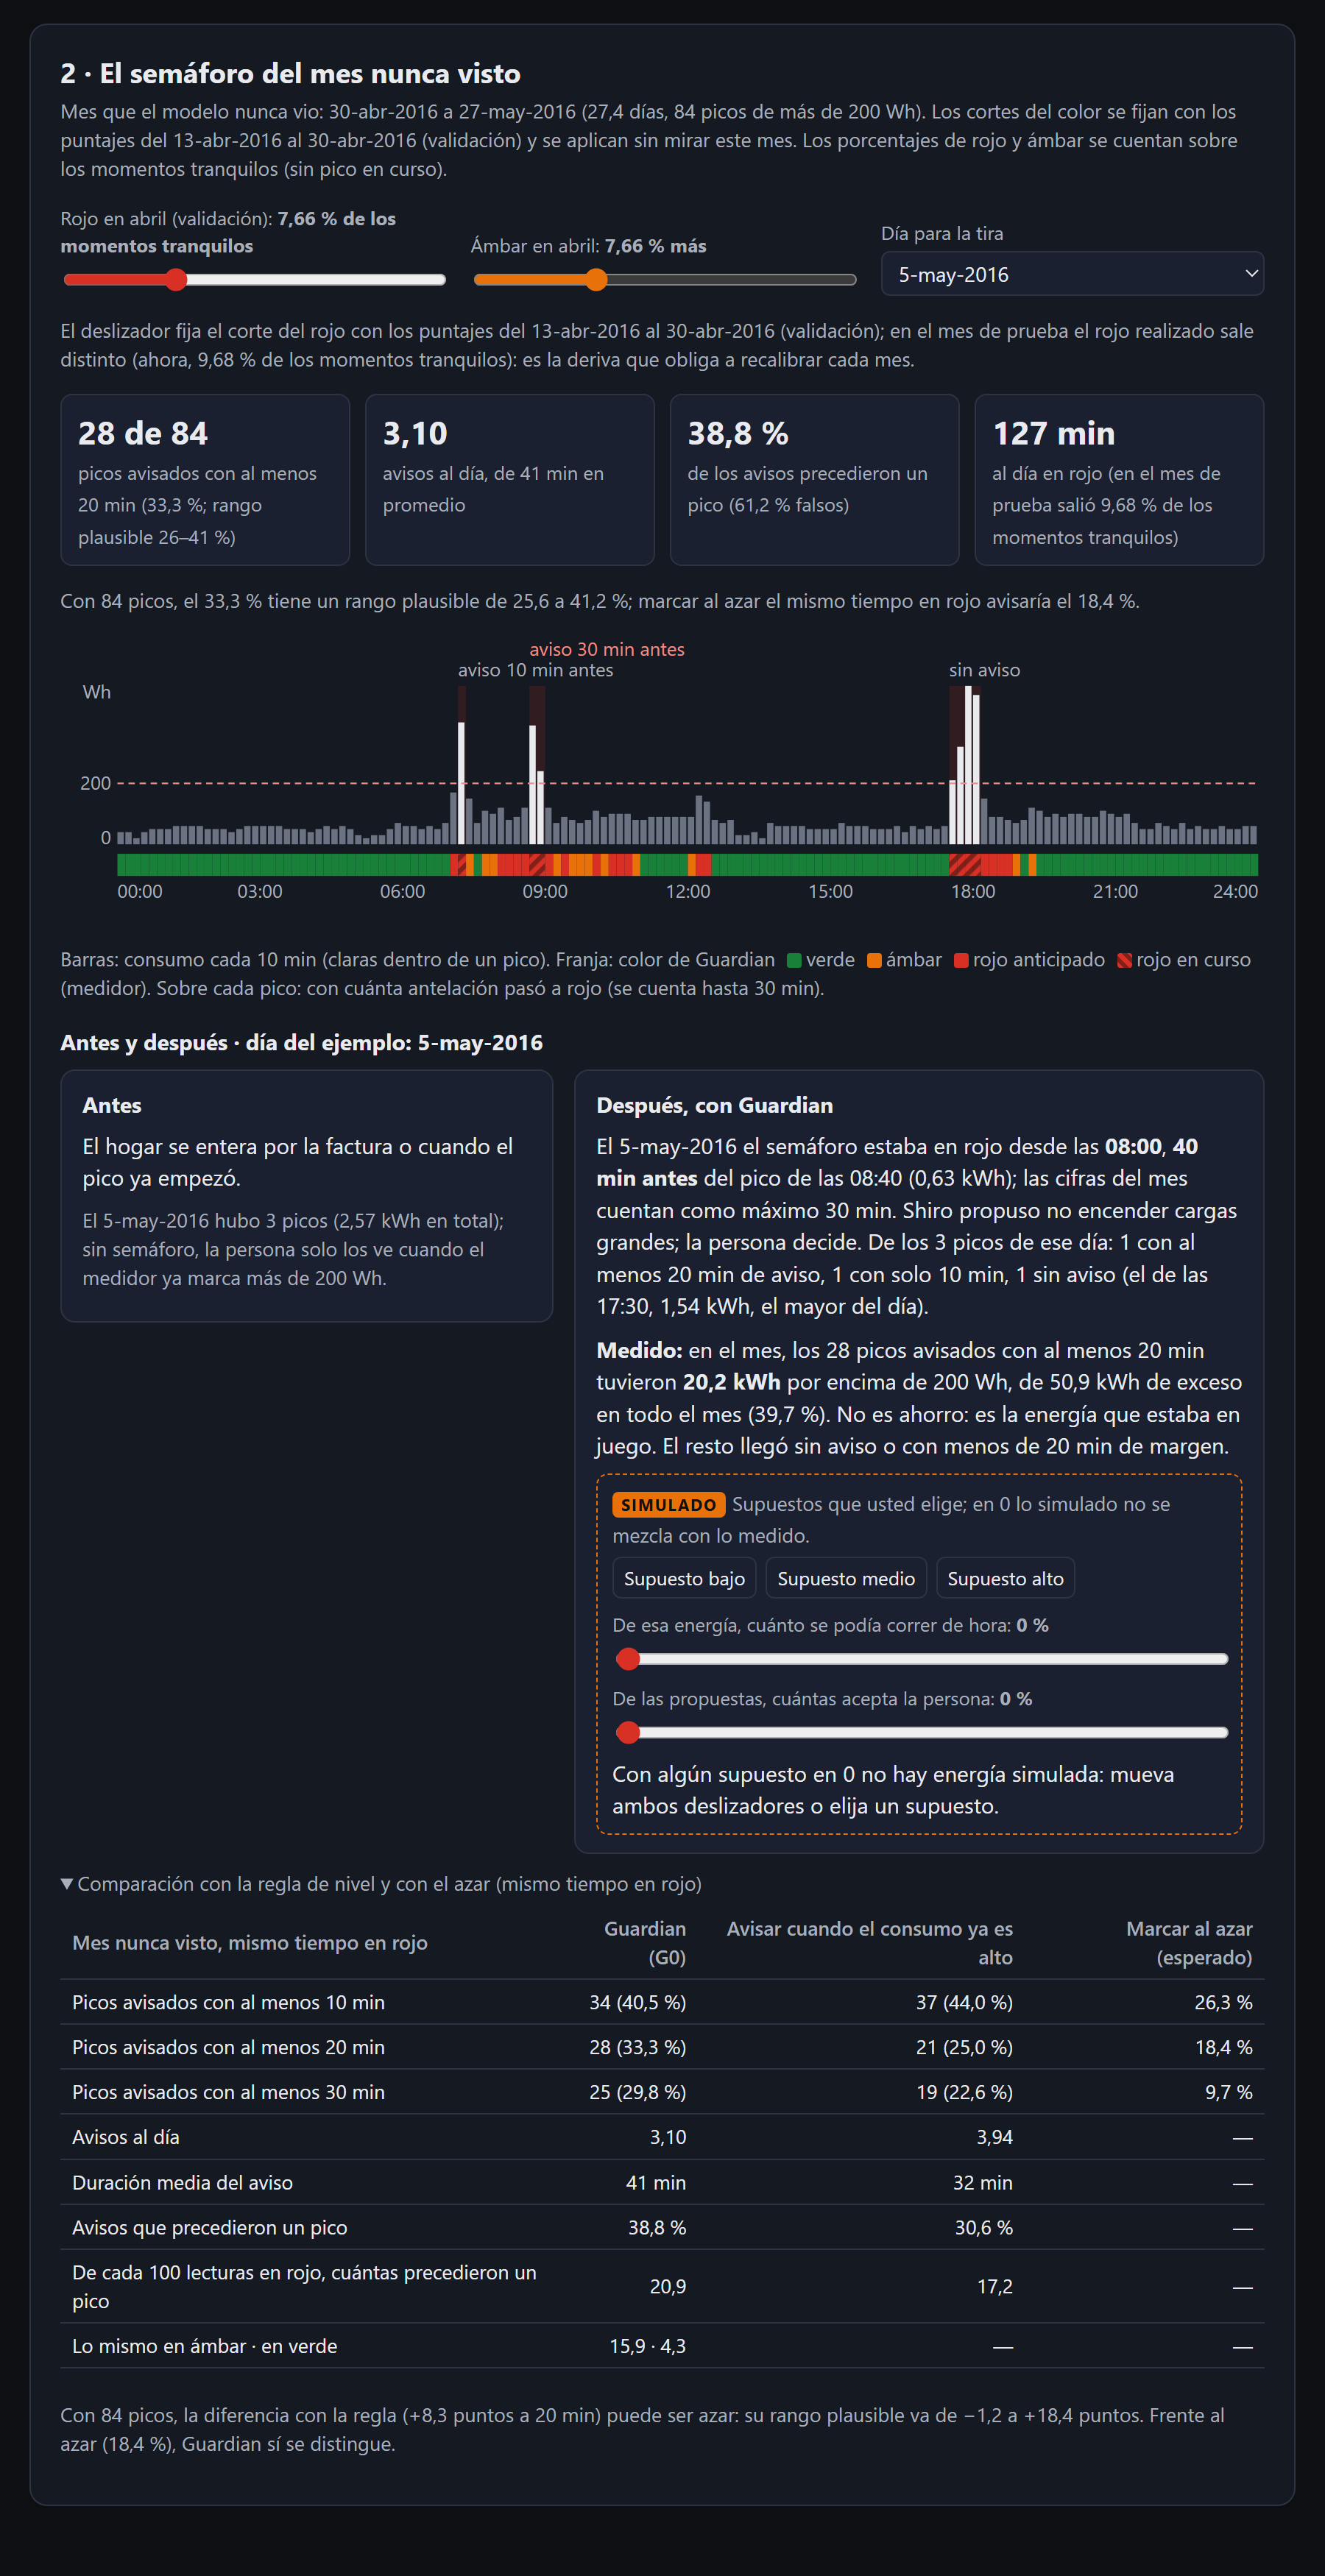 2 · El semáforo del mes nunca visto
Mes que el modelo nunca vio: 30-abr-2016 a 27-may-2016 (27,4 días, 84 picos de más de 200 Wh). Los cortes del color se fijan con los
puntajes del 13-abr-2016 al 30-abr-2016 (validación) y se aplican sin mirar este mes. Los porcentajes de rojo y ámbar se cuentan sobre
los momentos tranquilos (sin pico en curso).
Rojo en abril (validación): 7,66 % de los
momentos tranquilos
Ámbar en abril: 7,66 % más
Día para la tira
5-may-2016
El deslizador fija el corte del rojo con los puntajes del 13-abr-2016 al 30-abr-2016 (validación); en el mes de prueba el rojo realizado sale
distinto (ahora, 9,68 % de los momentos tranquilos): es la deriva que obliga a recalibrar cada mes.
28 de 84
picos avisados con al menos
20 min (33,3 %; rango
plausible 26–41 %)
3,10
avisos al día, de 41 min en
promedio
38,8 %
de los avisos precedieron un
pico (61,2 % falsos)
127 min
al día en rojo (en el mes de
prueba salió 9,68 % de los
momentos tranquilos)
Con 84 picos, el 33,3 % tiene un rango plausible de 25,6 a 41,2 %; marcar al azar el mismo tiempo en rojo avisaría el 18,4 %.
aviso 30 min antes
aviso 10 min antes
sin aviso
Wh
200
0
00:00 03:00 06:00 09:00 12:00 15:00 18:00 21:00 24:00
Barras: consumo cada 10 min (claras dentro de un pico). Franja: color de Guardian verde ámbar rojo anticipado rojo en curso
(medidor). Sobre cada pico: con cuánta antelación pasó a rojo (se cuenta hasta 30 min).
Antes y después · día del ejemplo: 5-may-2016
Antes
El hogar se entera por la factura o cuando el
pico ya empezó.
El 5-may-2016 hubo 3 picos (2,57 kWh en total);
sin semáforo, la persona solo los ve cuando el
medidor ya marca más de 200 Wh.
Después, con Guardian
El 5-may-2016 el semáforo estaba en rojo desde las 08:00, 40
min antes del pico de las 08:40 (0,63 kWh); las cifras del mes
cuentan como máximo 30 min. Shiro propuso no encender cargas
grandes; la persona decide. De los 3 picos de ese día: 1 con al
menos 20 min de aviso, 1 con solo 10 min, 1 sin aviso (el de las
17:30, 1,54 kWh, el mayor del día).
Medido: en el mes, los 28 picos avisados con al menos 20 min
tuvieron 20,2 kWh por encima de 200 Wh, de 50,9 kWh de exceso
en todo el mes (39,7 %). No es ahorro: es la energía que estaba en
juego. El resto llegó sin aviso o con menos de 20 min de margen.
SIMULADO Supuestos que usted elige; en 0 lo simulado no se
mezcla con lo medido.
Supuesto bajo Supuesto medio Supuesto alto
De esa energía, cuánto se podía correr de hora: 0 %
De las propuestas, cuántas acepta la persona: 0 %
Con algún supuesto en 0 no hay energía simulada: mueva
ambos deslizadores o elija un supuesto.
▼ Comparación con la regla de nivel y con el azar (mismo tiempo en rojo)
Mes nunca visto, mismo tiempo en rojo Guardian (G0) Avisar cuando el consumo ya es alto Marcar al azar (esperado)
Picos avisados con al menos 10 min 34 (40,5 %) 37 (44,0 %) 26,3 %
Picos avisados con al menos 20 min 28 (33,3 %) 21 (25,0 %) 18,4 %
Picos avisados con al menos 30 min 25 (29,8 %) 19 (22,6 %) 9,7 %
Avisos al día 3,10 3,94 —
Duración media del aviso 41 min 32 min —
Avisos que precedieron un pico 38,8 % 30,6 % —
De cada 100 lecturas en rojo, cuántas precedieron un pico 20,9 17,2 —
Lo mismo en ámbar · en verde 15,9 · 4,3 — —
Con 84 picos, la diferencia con la regla (+8,3 puntos a 20 min) puede ser azar: su rango plausible va de −1,2 a +18,4 puntos. Frente al
azar (18,4 %), Guardian sí se distingue.